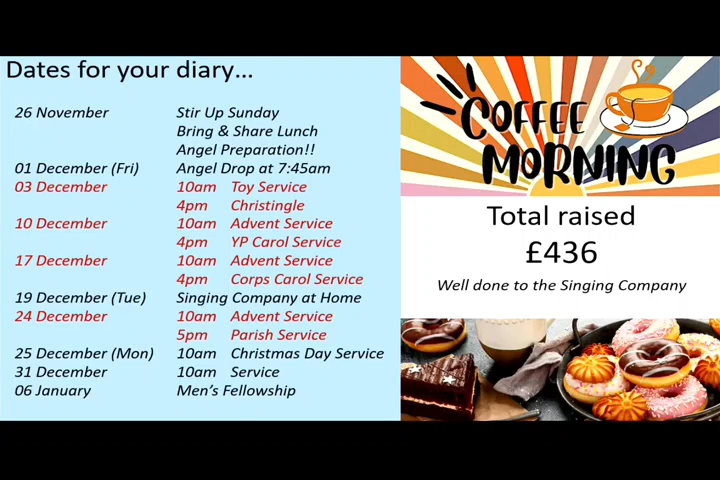 Dates for your diary...
26 November Stir Up Sunday
Bring & Share Lunch
Angel Preparation!!
01 December (Fri) Angel Drop at 7:45am
03 December 10am Toy Service
4pm Christingle
10 December 10am Advent Service
4pm YP Carol Service
17 December 10am Advent Service
4pm Corps Carol Service
19 December (Tue) Singing Company at Home
24 December 10am Advent Service
5pm Parish Service
25 December (Mon) 10am Christmas Day Service
31 December 10am Service
06 January Men's Fellowship
COFFEE
MORNING
Total raised
£436
Well done to the Singing Company